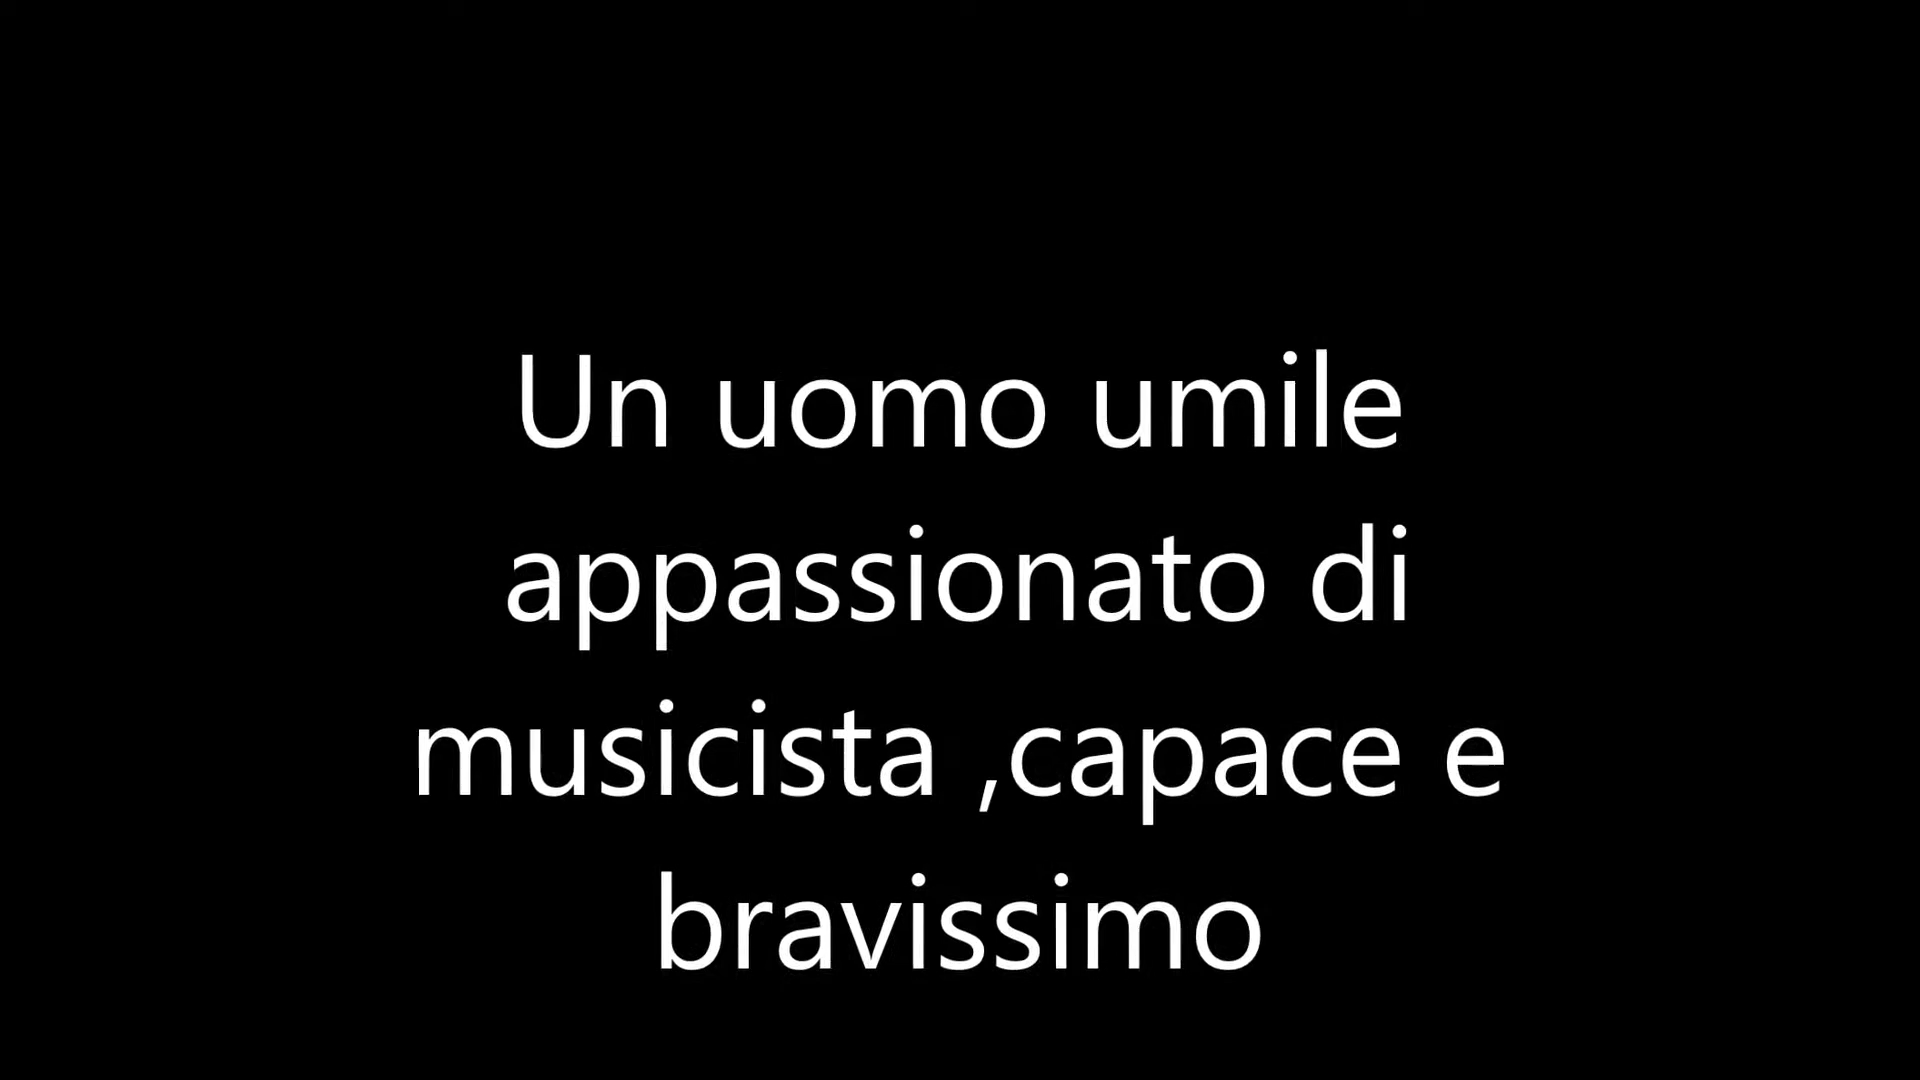 Un uomo umile
appassionato di
musicista ,capace e
bravissimo